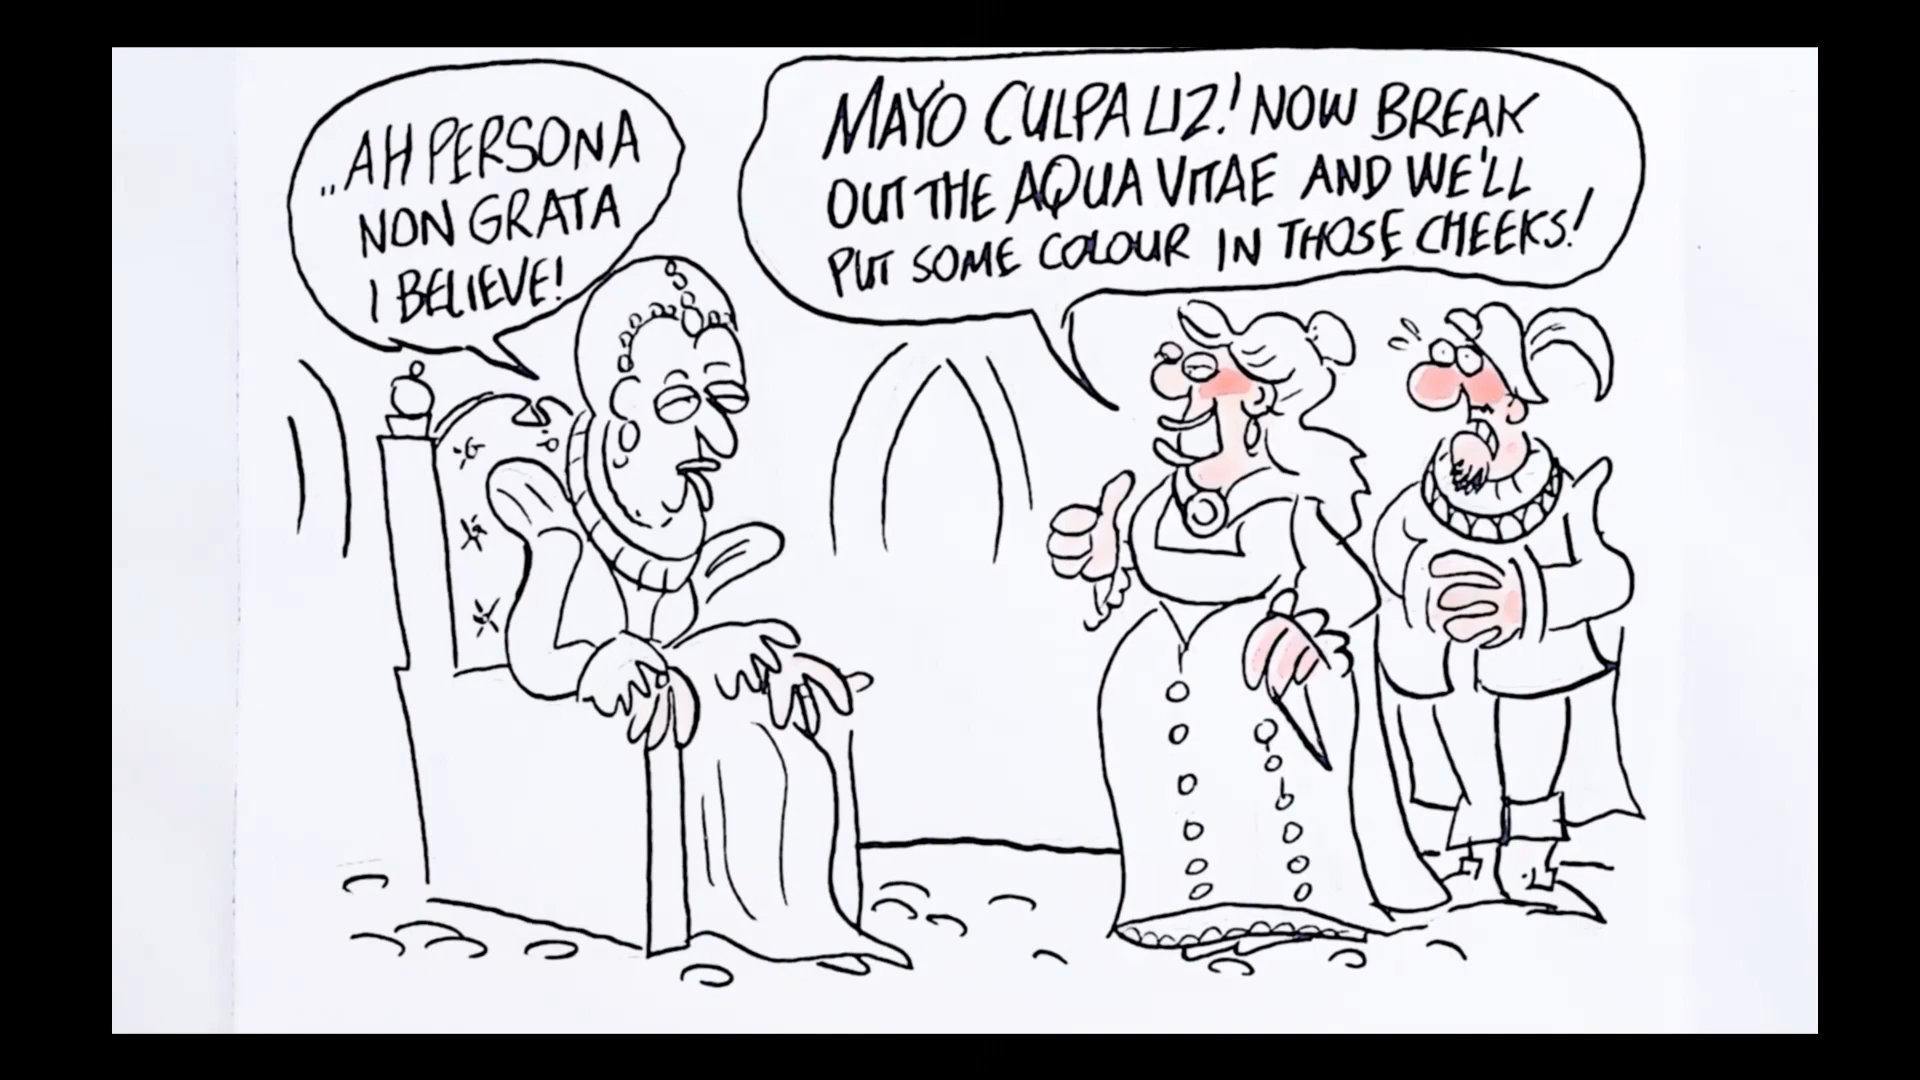 ..AH PERSONA
NON GRATA
I BELIEVE!
MAYO CULPA LIZ! NOW BREAK
OUT THE AQUA VITAE AND WE'LL
PUT SOME COLOUR IN THOSE CHEEKS!